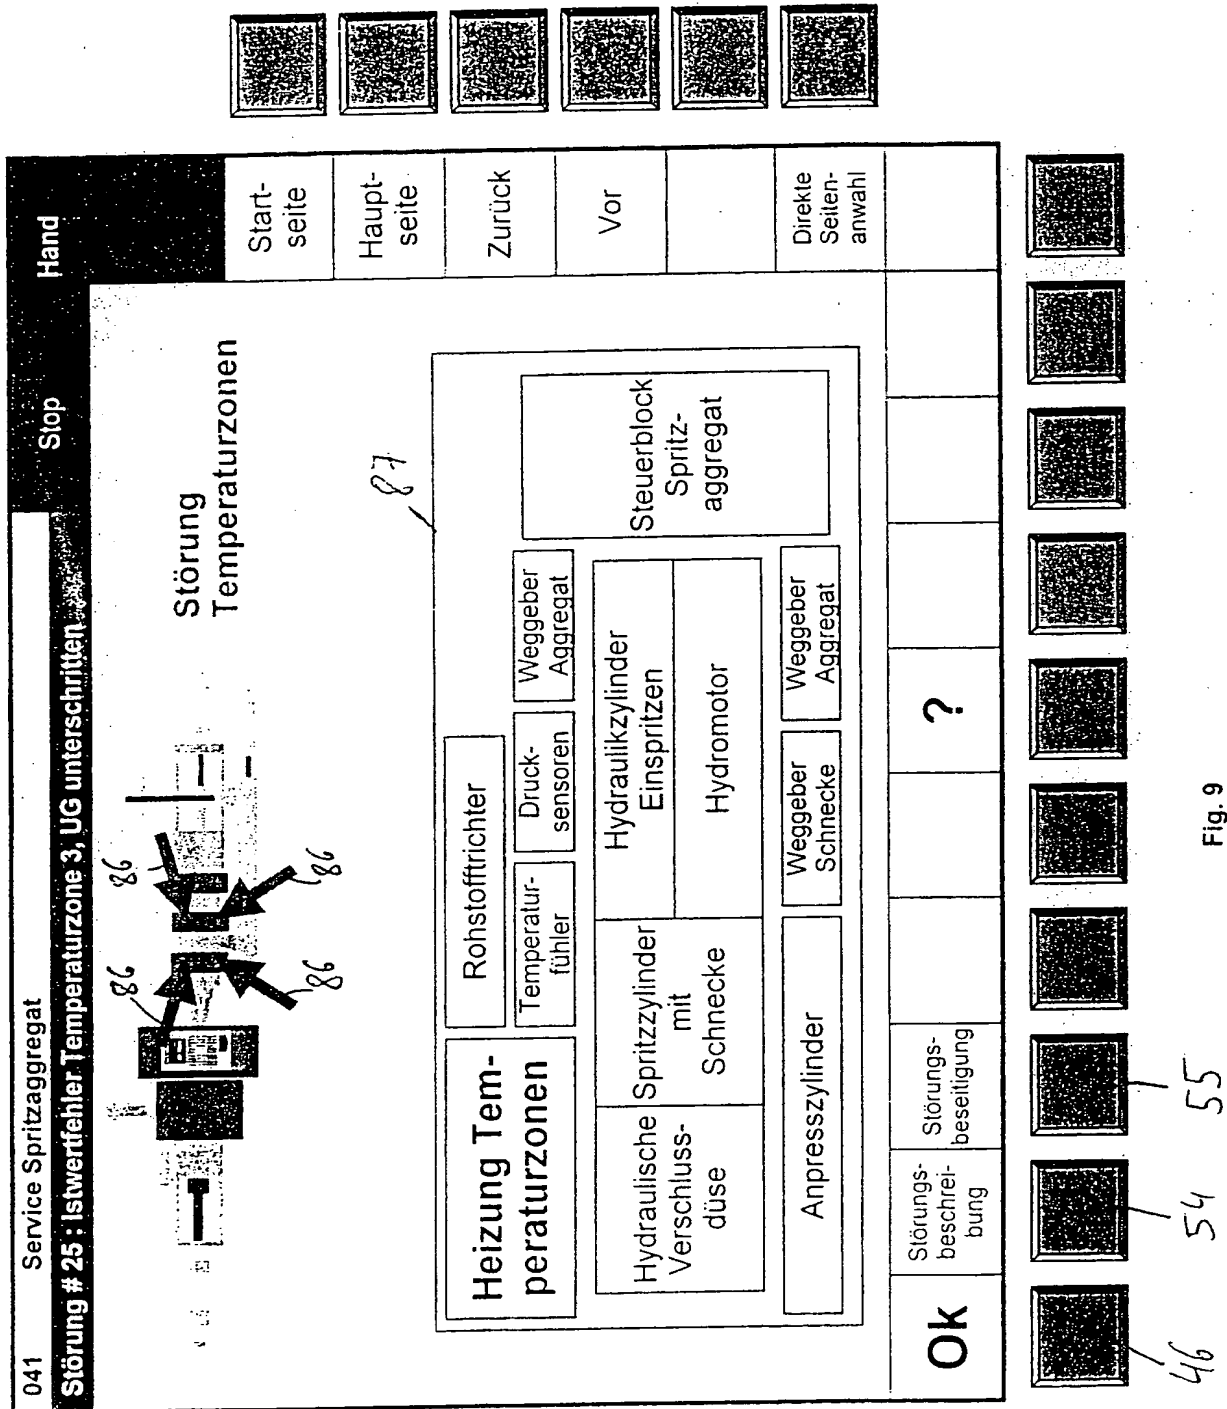 041 Service Spritzaggregat
Stop Hand
Störung # 25 : Istwertfehler Temperaturzone 3, UG unterschritten
Störung
Temperaturzonen
86
86
86
86
87
Heizung Tem-
peraturzonen
Rohstofftrichter
Temperatur-
fühler
Druck-
sensoren
Weggeber
Aggregat
Hydraulische
Verschluss-
düse
Spritzzylinder
mit
Schnecke
Hydraulikzylinder
Einspritzen
Hydromotor
Steuerblock
Spritz-
aggregat
Anpresszylinder
Weggeber
Schnecke
Weggeber
Aggregat
Start-
seite
Haupt-
seite
Zurück
Vor
Direkte
Seiten-
anwahl
Ok
Störungs-
beschrei-
bung
Störungs-
beseitigung
?
46
54
55
Fig. 9